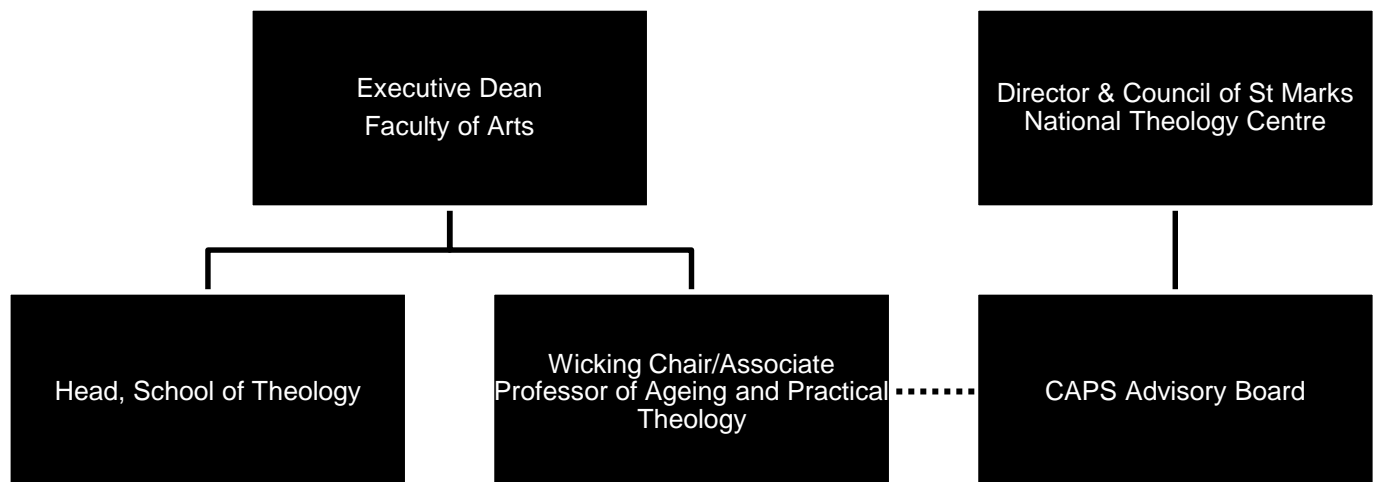 Executive Dean
Faculty of Arts
Director & Council of St Marks
National Theology Centre
Head, School of Theology
Wicking Chair/Associate
Professor of Ageing and Practical
Theology
CAPS Advisory Board